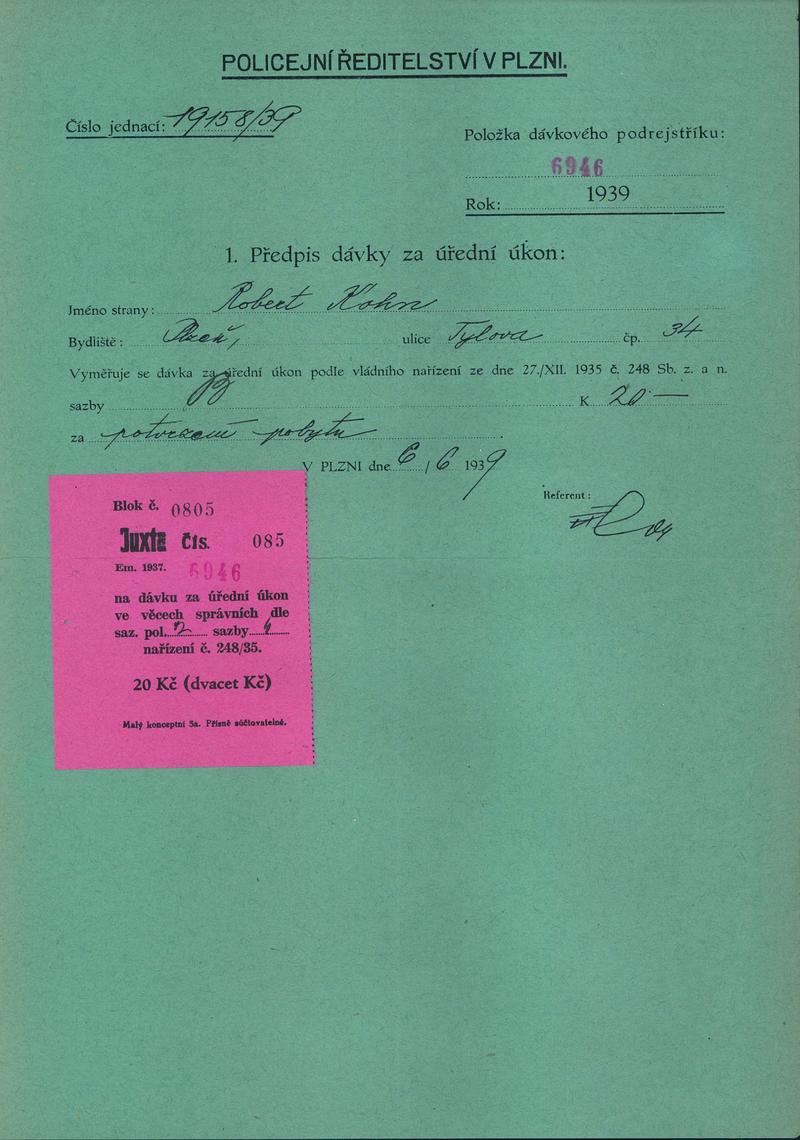 POLICEJNÍ ŘEDITELSTVÍ V PLZNI.
Číslo jednací: 19158/39
Položka dávkového podrejstříku:
6946
Rok: 1939
1. Předpis dávky za úřední úkon:
Jméno strany: Robert Kohn
Bydliště: Plzeň, ulice Tylova čp. 34
Vyměřuje se dávka za úřední úkon podle vládního nařízení ze dne 27./XII. 1935 č. 248 Sb. z. a n.
sazby K 20.—
za potvrzení pobytu
V PLZNI dne 6/6 1939
Referent:
Blok č. 0805
Juxta čís. 085
Em. 1937. 6946
na dávku za úřední úkon
ve věcech správních dle
saz. pol. 2 sazby
nařízení č. 248/35.
20 Kč (dvacet Kč)
Malý konceptní 5a. Přísně súčtovatelné.